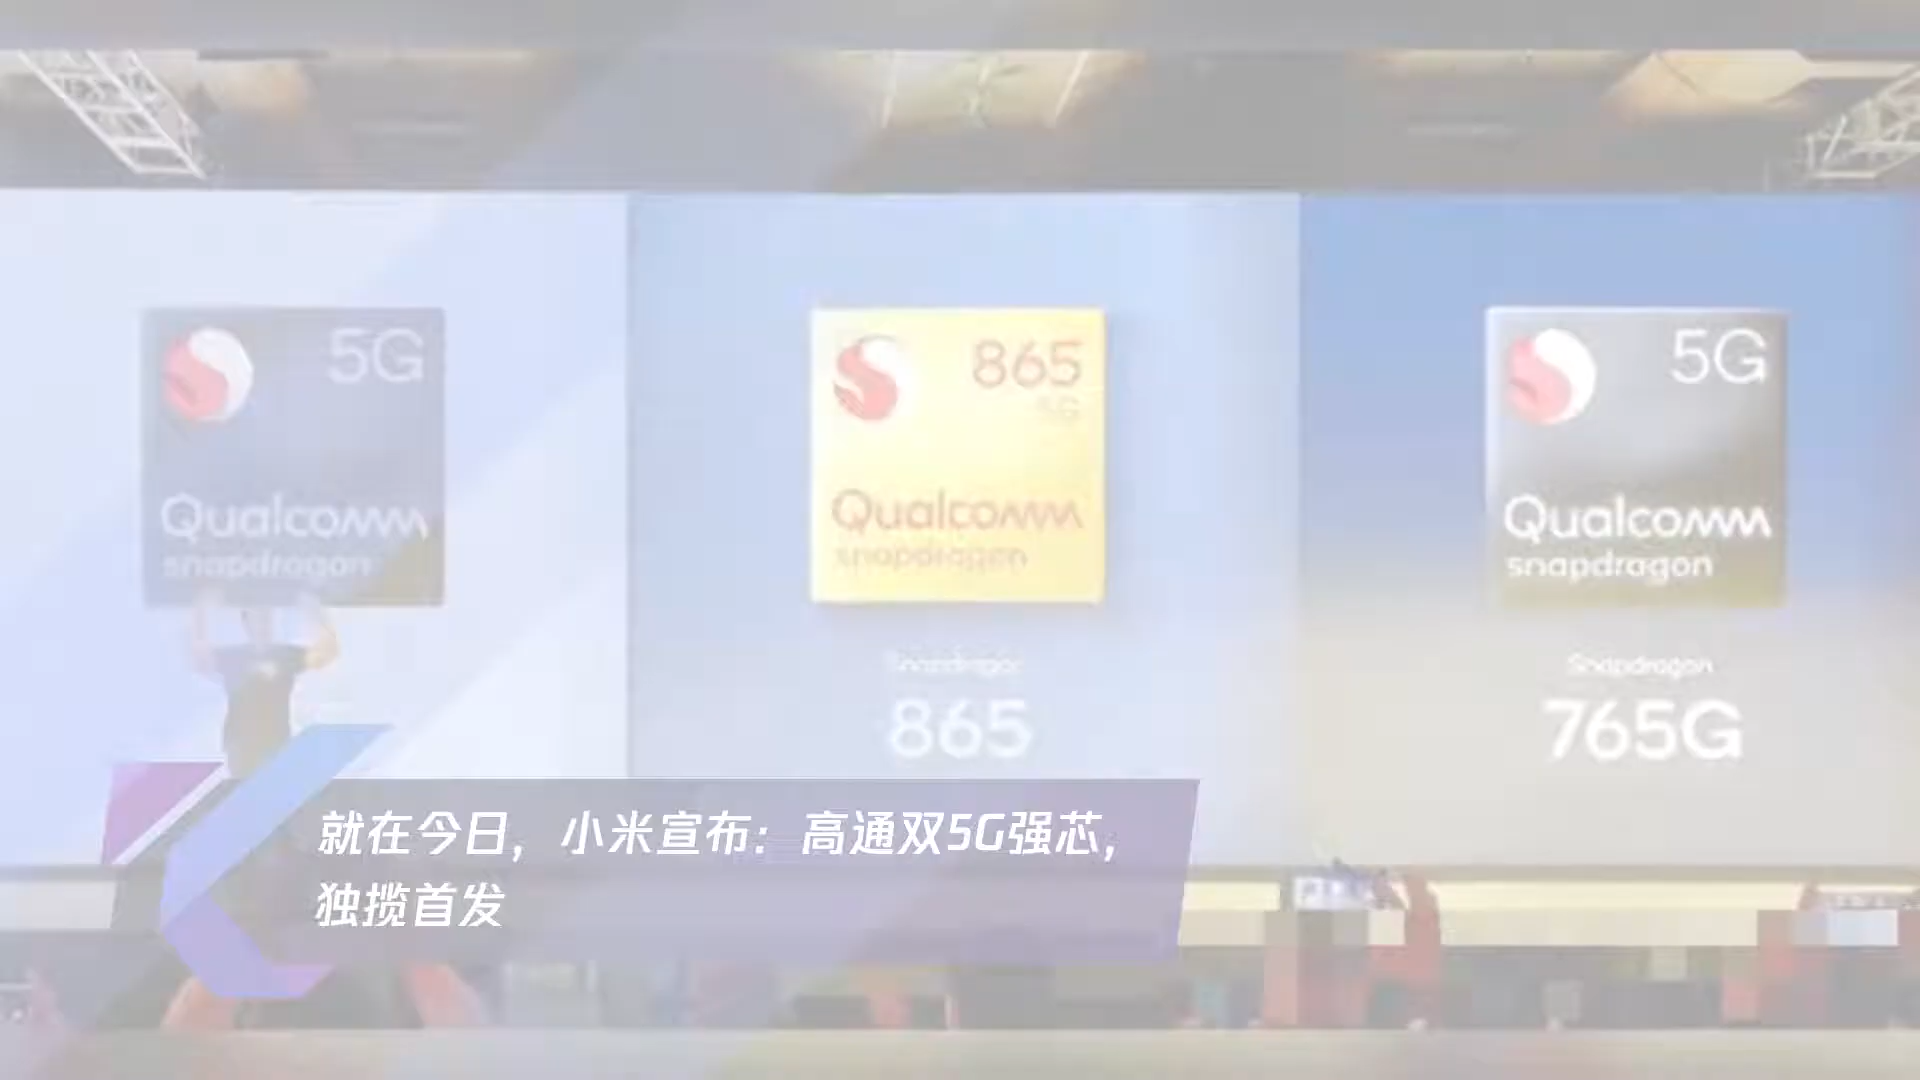 5G
Qualcomm
snapdragon
865
5G
Qualcomm
snapdragon
Snapdragon
865
5G
Qualcomm
snapdragon
Snapdragon
765G
就在今日，小米宣布：高通双5G强芯，
独揽首发